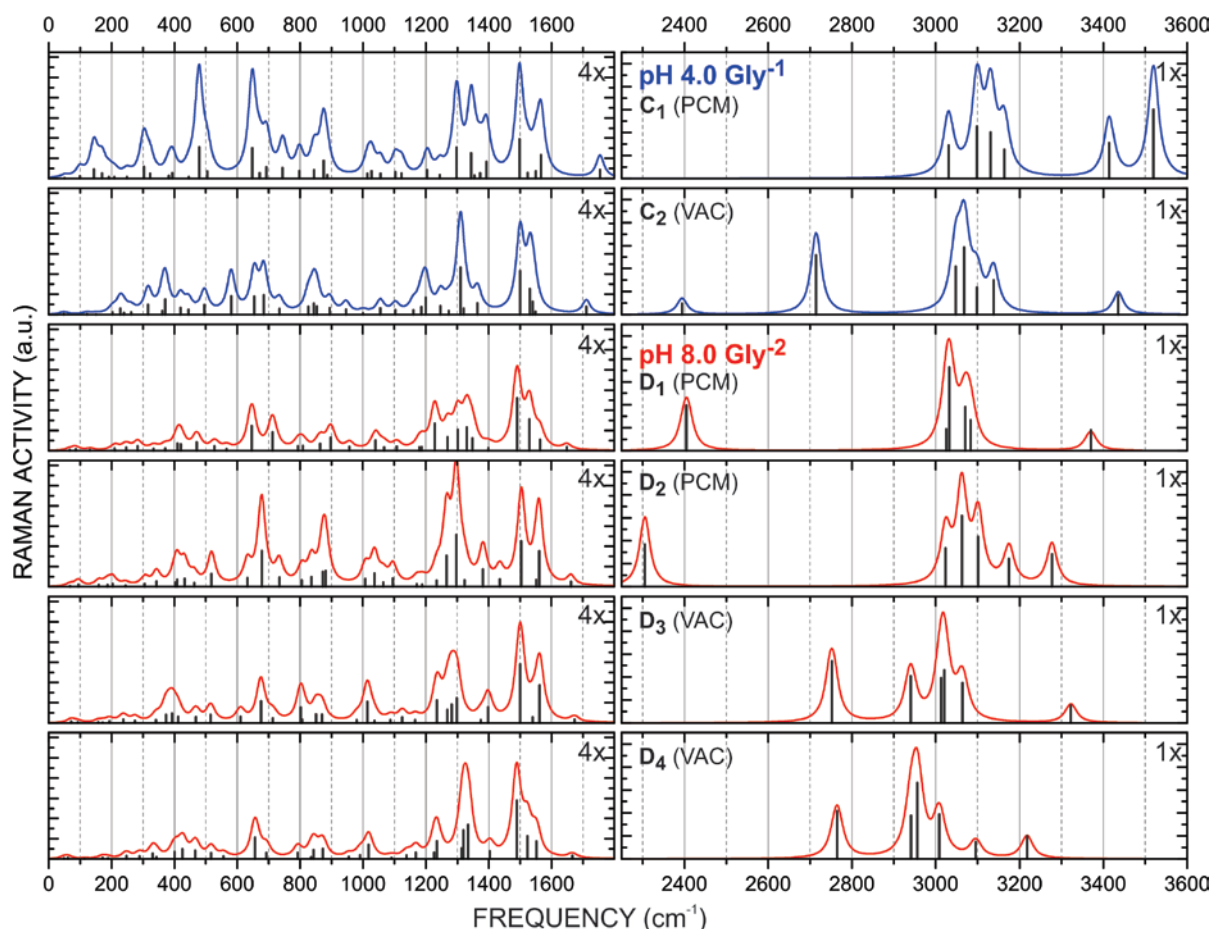 0 200 400 600 800 1000 1200 1400 1600 2400 2600 2800 3000 3200 3400 3600
4x pH 4.0 Gly⁻¹ 1x
C₁ (PCM)
4x C₂ (VAC) 1x
4x pH 8.0 Gly⁻² 1x
D₁ (PCM)
4x D₂ (PCM) 1x
4x D₃ (VAC) 1x
4x D₄ (VAC) 1x
0 200 400 600 800 1000 1200 1400 1600 2400 2600 2800 3000 3200 3400 3600
RAMAN ACTIVITY (a.u.)
FREQUENCY (cm⁻¹)